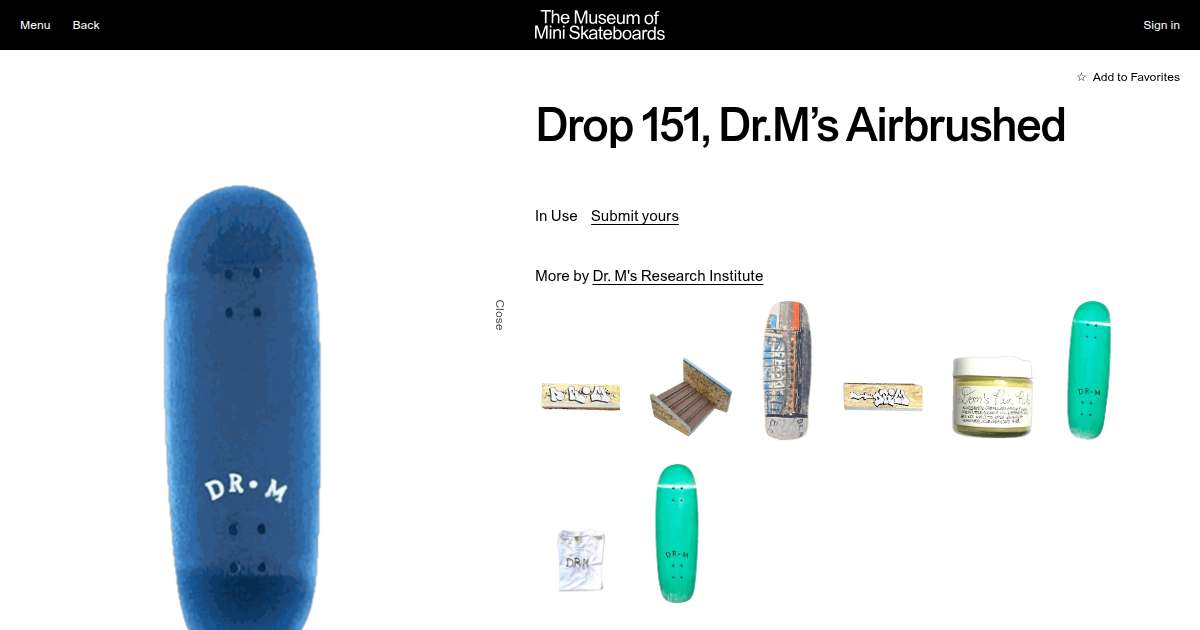 Menu
Back
The Museum of
Mini Skateboards
Sign in
☆ Add to Favorites
Drop 151, Dr.M’s Airbrushed
In Use Submit yours
More by Dr. M's Research Institute
Close
DR•M
DR•M
DRM
DR•M